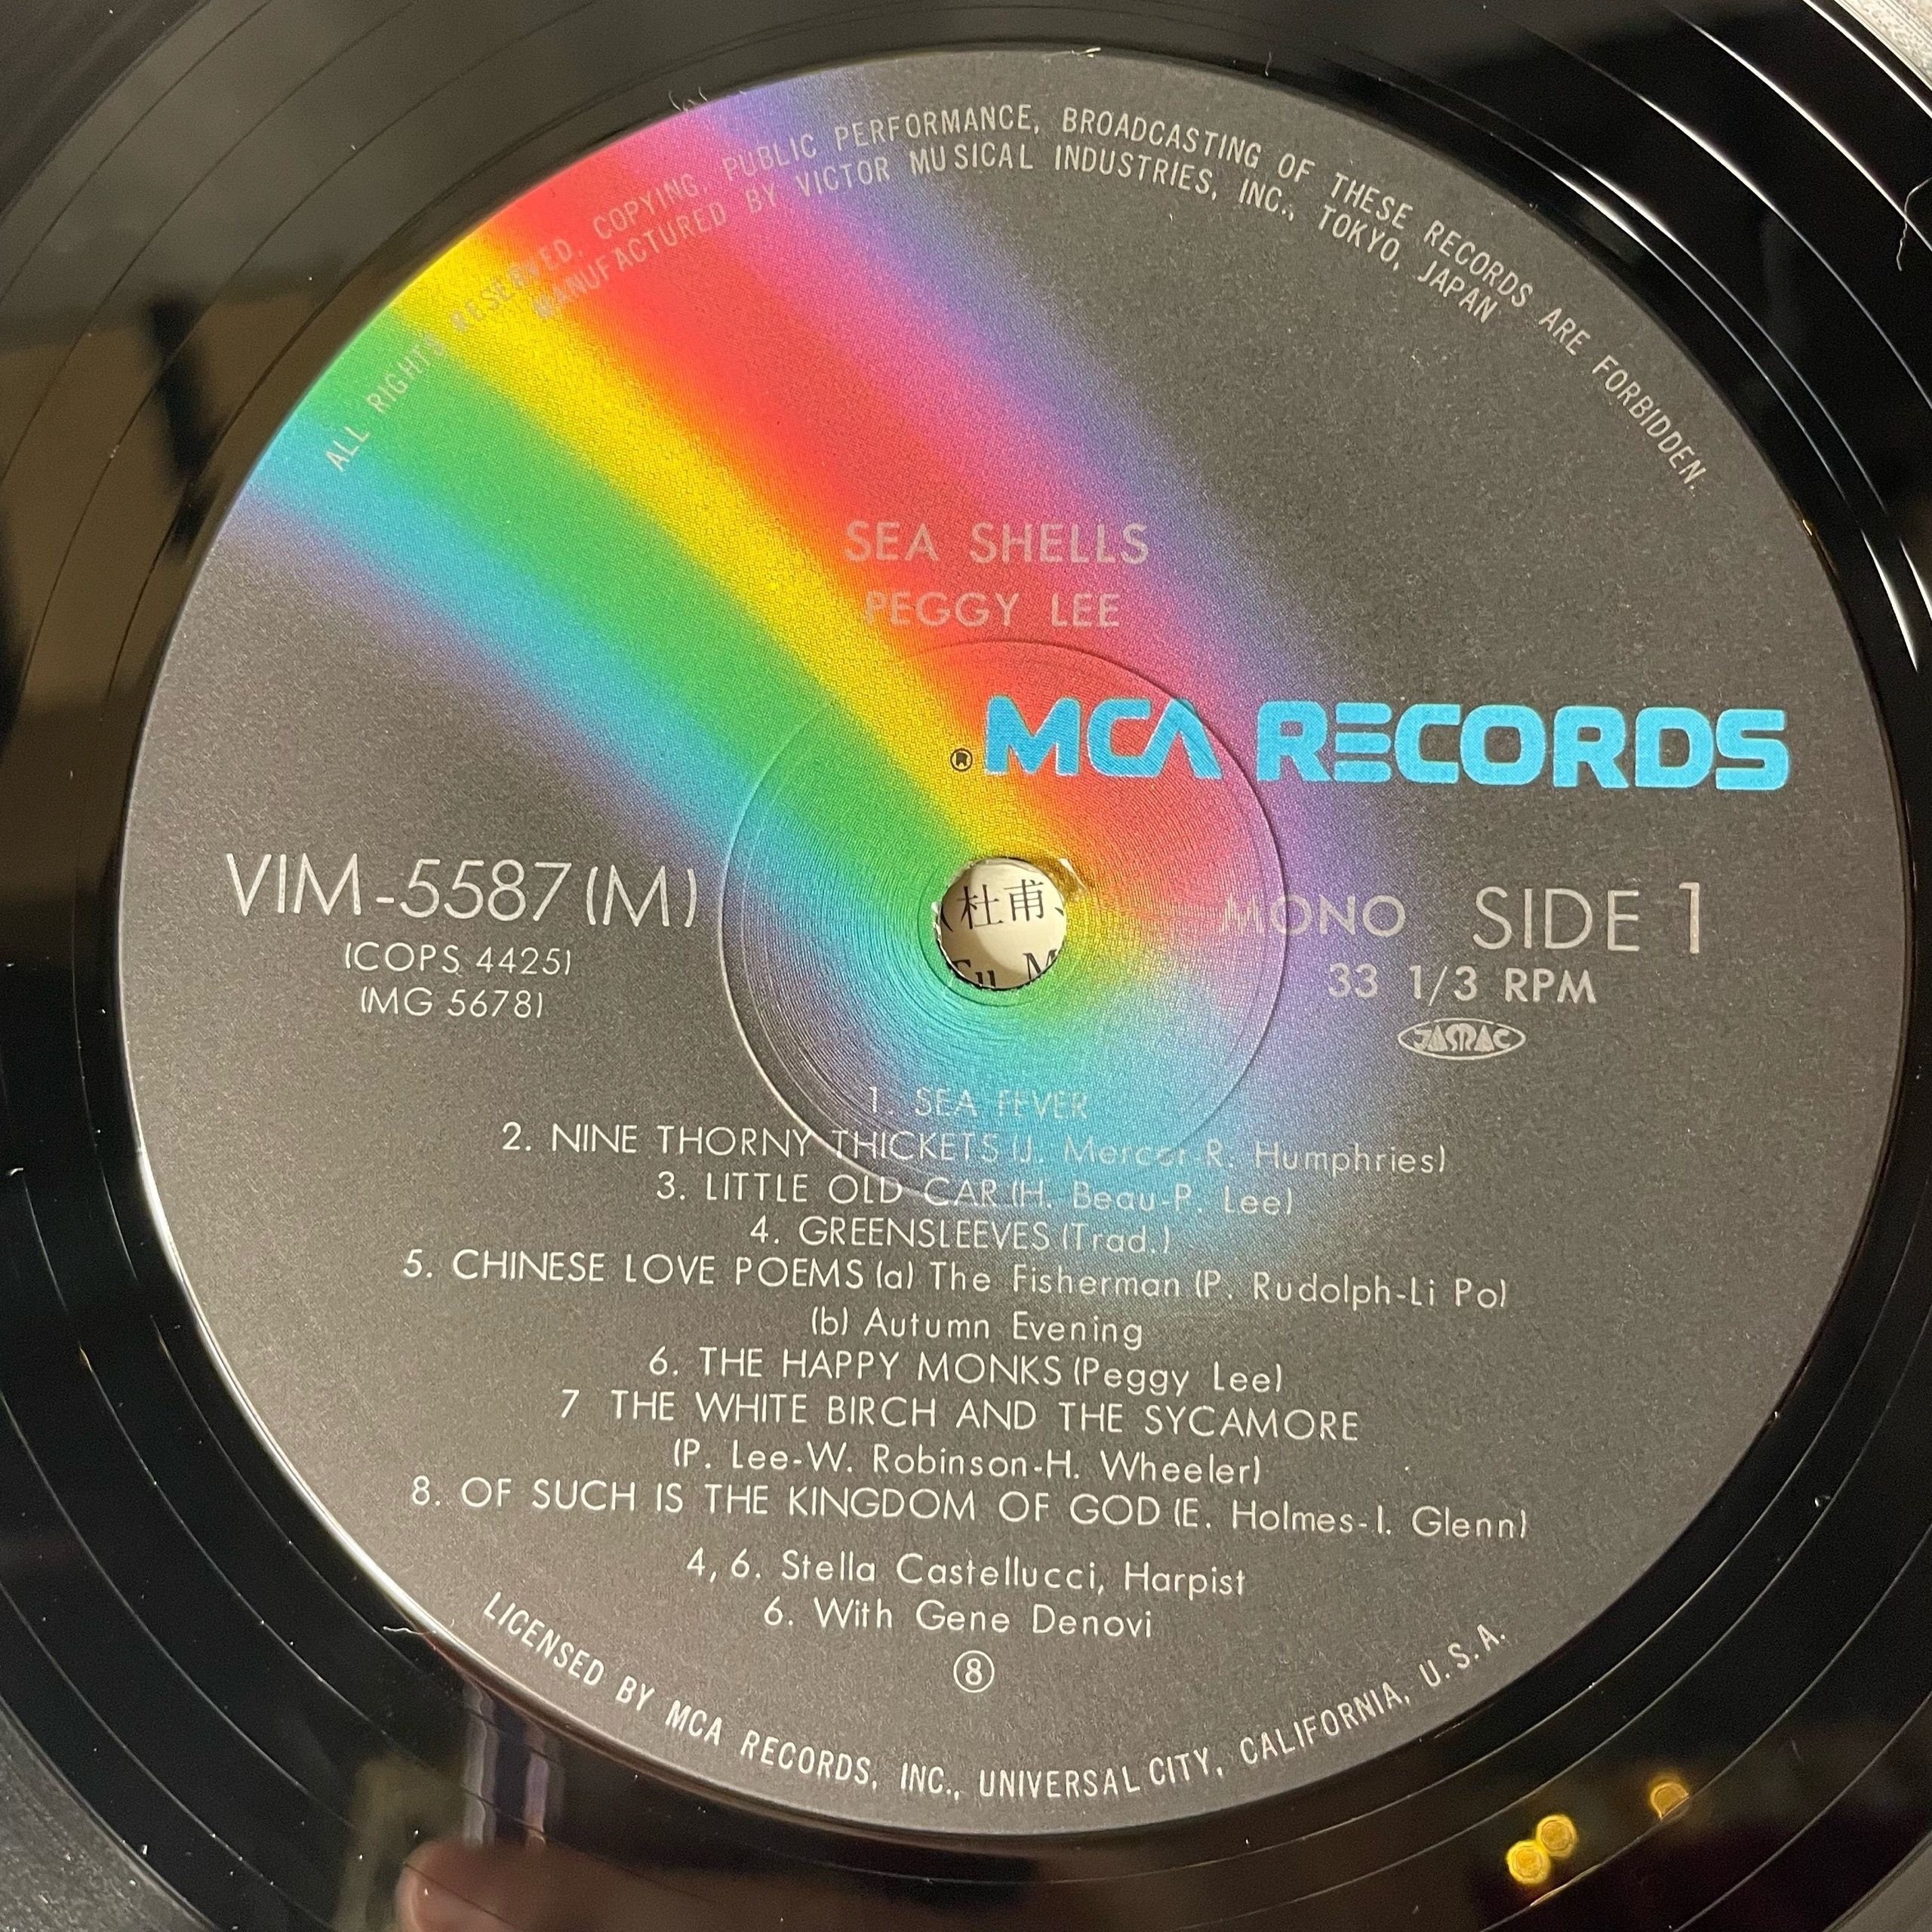 ALL RIGHTS RESERVED. COPYING, PUBLIC PERFORMANCE, BROADCASTING OF THESE RECORDS ARE FORBIDDEN.
MANUFACTURED BY VICTOR MUSICAL INDUSTRIES, INC., TOKYO, JAPAN
SEA SHELLS
PEGGY LEE
® MCA RECORDS
VIM-5587(M)
(COPS 4425)
(MG 5678)
(杜甫、
Fu M
MONO SIDE 1
33 1/3 RPM
JASRAC
1. SEA FEVER
2. NINE THORNY THICKETS (J. Mercer-R. Humphries)
3. LITTLE OLD CAR (H. Beau-P. Lee)
4. GREENSLEEVES (Trad.)
5. CHINESE LOVE POEMS (a) The Fisherman (P. Rudolph-Li Po)
(b) Autumn Evening
6. THE HAPPY MONKS (Peggy Lee)
7 THE WHITE BIRCH AND THE SYCAMORE
(P. Lee-W. Robinson-H. Wheeler)
8. OF SUCH IS THE KINGDOM OF GOD (E. Holmes-I. Glenn)
4, 6. Stella Castellucci, Harpist
6. With Gene Denovi
⑧
LICENSED BY MCA RECORDS, INC., UNIVERSAL CITY, CALIFORNIA, U.S.A.